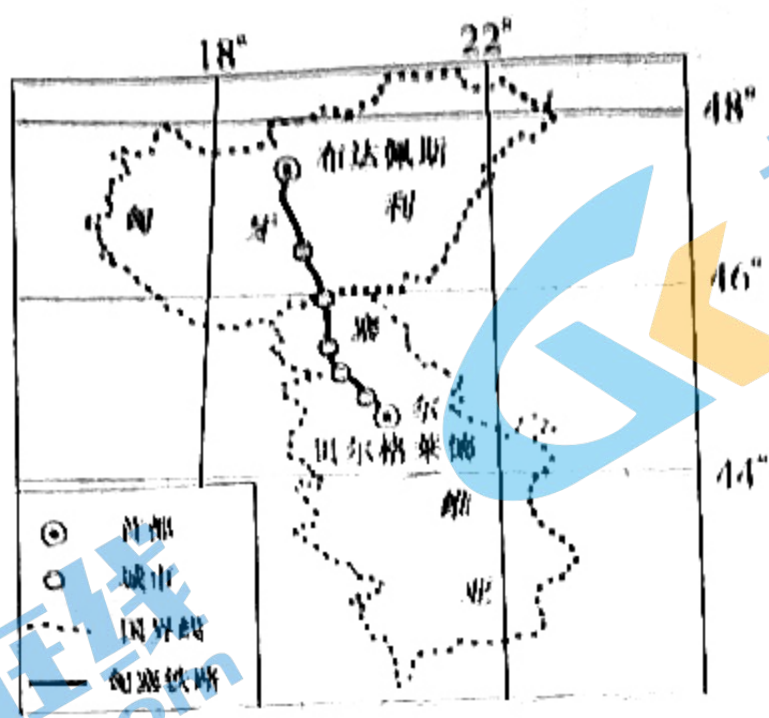 18° 22°
48°
布达佩斯
匈 牙 利
46°
塞
尔
贝尔格莱德
44°
维
亚
首都
城市
国界线
匈塞铁路